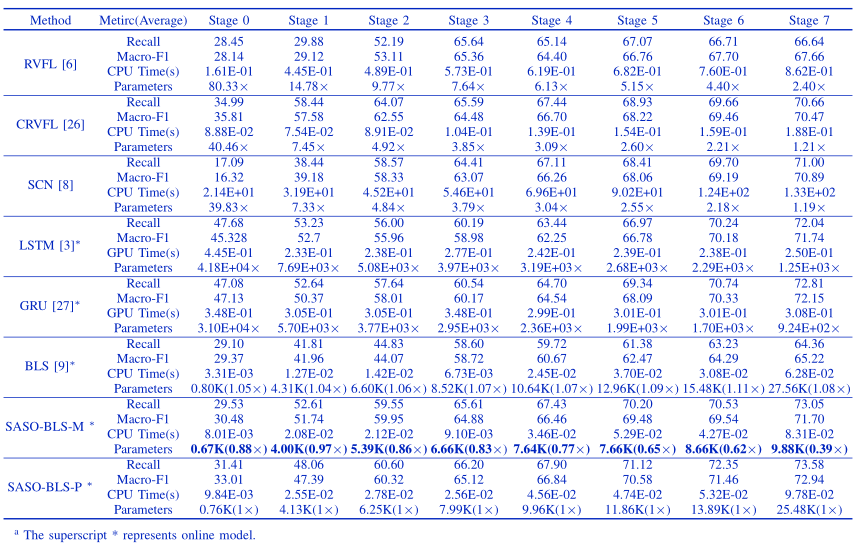 Method Metirc(Average) Stage 0 Stage 1 Stage 2 Stage 3 Stage 4 Stage 5 Stage 6 Stage 7
Recall 28.45 29.88 52.19 65.64 65.14 67.07 66.71 66.64
Macro-F1 28.14 29.12 53.11 65.36 64.40 66.76 67.70 67.66
RVFL [6]
CPU Time(s) 1.61E-01 4.45E-01 4.89E-01 5.73E-01 6.19E-01 6.82E-01 7.60E-01 8.62E-01
Parameters 80.33× 14.78× 9.77× 7.64× 6.13× 5.15× 4.40× 2.40×
Recall 34.99 58.44 64.07 65.59 67.44 68.93 69.66 70.66
Macro-F1 35.81 57.58 62.55 64.48 66.70 68.22 69.46 70.47
CRVFL [26]
CPU Time(s) 8.88E-02 7.54E-02 8.91E-02 1.04E-01 1.39E-01 1.54E-01 1.59E-01 1.88E-01
Parameters 40.46× 7.45× 4.92× 3.85× 3.09× 2.60× 2.21× 1.21×
Recall 17.09 38.44 58.57 64.41 67.11 68.41 69.70 71.00
Macro-F1 16.32 39.18 58.33 63.07 66.26 68.06 69.19 70.89
SCN [8]
CPU Time(s) 2.14E+01 3.19E+01 4.52E+01 5.46E+01 6.96E+01 9.02E+01 1.24E+02 1.33E+02
Parameters 39.83× 7.33× 4.84× 3.79× 3.04× 2.55× 2.18× 1.19×
Recall 47.68 53.23 56.00 60.19 63.44 66.97 70.24 72.04
Macro-F1 45.328 52.7 55.96 58.98 62.25 66.78 70.18 71.74
LSTM [3]*
GPU Time(s) 4.45E-01 2.33E-01 2.38E-01 2.77E-01 2.42E-01 2.39E-01 2.38E-01 2.50E-01
Parameters 4.18E+04× 7.69E+03× 5.08E+03× 3.97E+03× 3.19E+03× 2.68E+03× 2.29E+03× 1.25E+03×
Recall 47.08 52.64 57.64 60.54 64.70 69.34 70.74 72.81
Macro-F1 47.13 50.37 58.01 60.17 64.54 68.09 70.33 72.15
GRU [27]*
GPU Time(s) 3.48E-01 3.05E-01 3.05E-01 3.48E-01 2.99E-01 3.01E-01 3.01E-01 3.08E-01
Parameters 3.10E+04× 5.70E+03× 3.77E+03× 2.95E+03× 2.36E+03× 1.99E+03× 1.70E+03× 9.24E+02×
Recall 29.10 41.81 44.83 58.60 59.72 61.38 63.23 64.36
Macro-F1 29.37 41.96 44.07 58.72 60.67 62.47 64.29 65.22
BLS [9]*
CPU Time(s) 3.31E-03 1.27E-02 1.42E-02 6.73E-03 2.45E-02 3.70E-02 3.08E-02 6.28E-02
Parameters 0.80K(1.05×) 4.31K(1.04×) 6.60K(1.06×) 8.52K(1.07×) 10.64K(1.07×) 12.96K(1.09×) 15.48K(1.11×) 27.56K(1.08×)
Recall 29.53 52.61 59.55 65.61 67.43 70.20 70.53 73.05
Macro-F1 30.48 51.74 59.95 64.88 66.46 69.48 69.54 71.70
SASO-BLS-M *
CPU Time(s) 8.01E-03 2.08E-02 2.12E-02 9.10E-03 3.46E-02 5.29E-02 4.27E-02 8.31E-02
Parameters 0.67K(0.88×) 4.00K(0.97×) 5.39K(0.86×) 6.66K(0.83×) 7.64K(0.77×) 7.66K(0.65×) 8.66K(0.62×) 9.88K(0.39×)
Recall 31.41 48.06 60.60 66.20 67.90 71.12 72.35 73.58
Macro-F1 33.01 47.39 60.32 65.12 66.84 70.58 71.46 72.94
SASO-BLS-P *
CPU Time(s) 9.84E-03 2.55E-02 2.78E-02 2.56E-02 4.56E-02 4.74E-02 5.32E-02 9.78E-02
Parameters 0.76K(1×) 4.13K(1×) 6.25K(1×) 7.99K(1×) 9.96K(1×) 11.86K(1×) 13.89K(1×) 25.48K(1×)
a The superscript * represents online model.